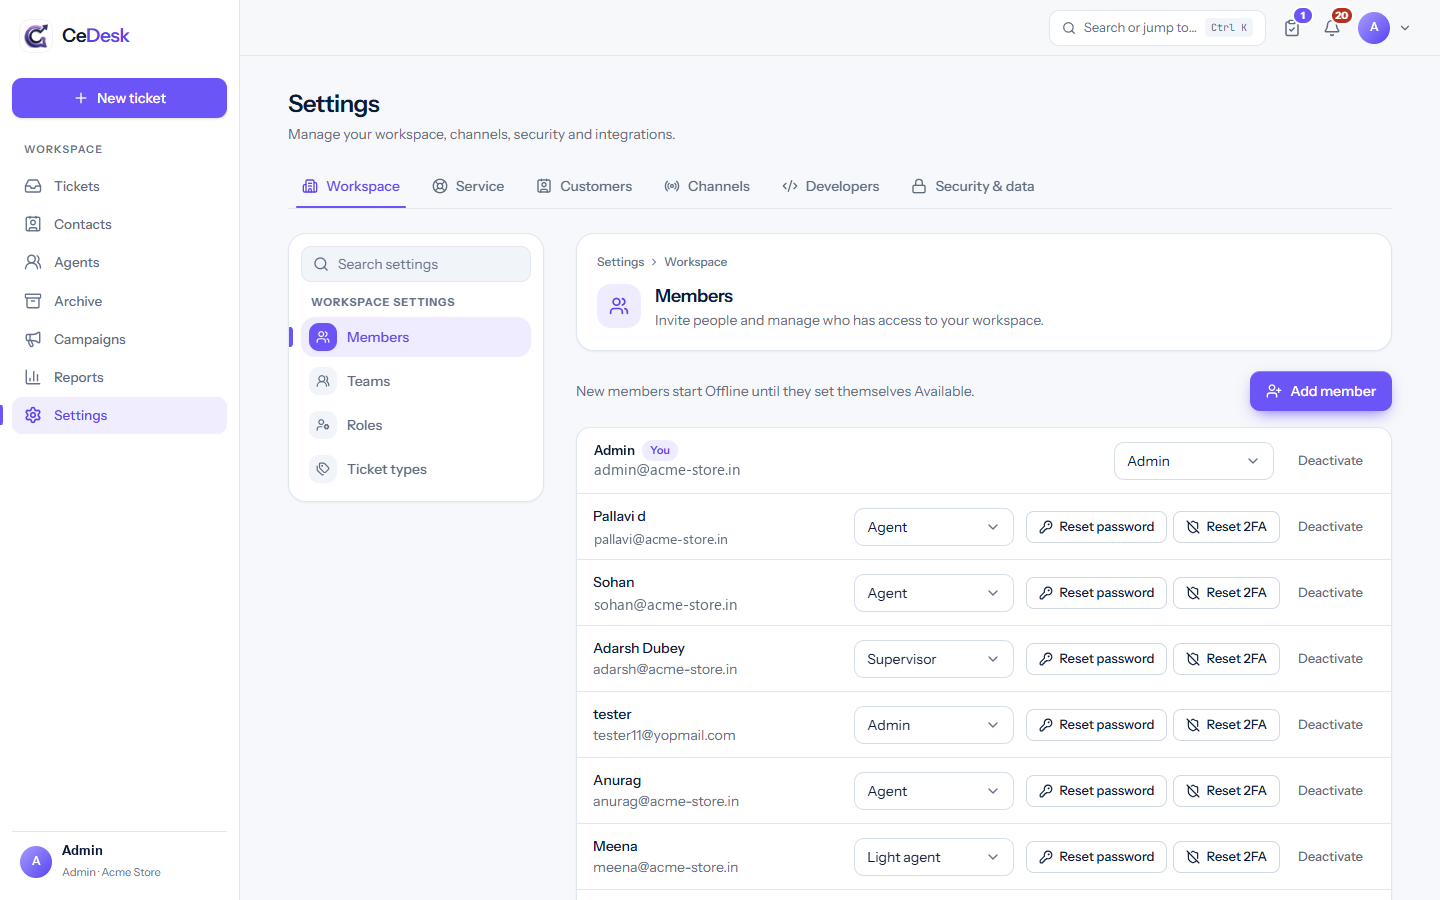 CeDesk
Search or jump to... Ctrl K
1
20
A
New ticket
WORKSPACE
Tickets
Contacts
Agents
Archive
Campaigns
Reports
Settings
A
Admin
Admin · Acme Store
Settings
Manage your workspace, channels, security and integrations.
Workspace Service Customers Channels Developers Security & data
Search settings
WORKSPACE SETTINGS
Members
Teams
Roles
Ticket types
Settings > Workspace
Members
Invite people and manage who has access to your workspace.
New members start Offline until they set themselves Available.
Add member
Admin You
admin@acme-store.in
Admin Deactivate
Pallavi d
pallavi@acme-store.in
Agent Reset password Reset 2FA Deactivate
Sohan
sohan@acme-store.in
Agent Reset password Reset 2FA Deactivate
Adarsh Dubey
adarsh@acme-store.in
Supervisor Reset password Reset 2FA Deactivate
tester
tester11@yopmail.com
Admin Reset password Reset 2FA Deactivate
Anurag
anurag@acme-store.in
Agent Reset password Reset 2FA Deactivate
Meena
meena@acme-store.in
Light agent Reset password Reset 2FA Deactivate